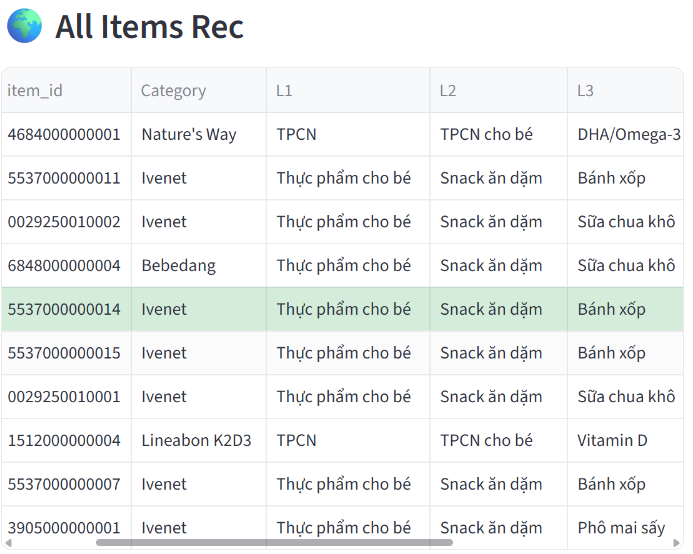 🌍 All Items Rec
item_id Category L1 L2 L3
4684000000001 Nature's Way TPCN TPCN cho bé DHA/Omega-3
5537000000011 Ivenet Thực phẩm cho bé Snack ăn dặm Bánh xốp
0029250010002 Ivenet Thực phẩm cho bé Snack ăn dặm Sữa chua khô
6848000000004 Bebedang Thực phẩm cho bé Snack ăn dặm Sữa chua khô
5537000000014 Ivenet Thực phẩm cho bé Snack ăn dặm Bánh xốp
5537000000015 Ivenet Thực phẩm cho bé Snack ăn dặm Bánh xốp
0029250010001 Ivenet Thực phẩm cho bé Snack ăn dặm Sữa chua khô
1512000000004 Lineabon K2D3 TPCN TPCN cho bé Vitamin D
5537000000007 Ivenet Thực phẩm cho bé Snack ăn dặm Bánh xốp
3905000000001 Ivenet Thực phẩm cho bé Snack ăn dặm Phô mai sấy